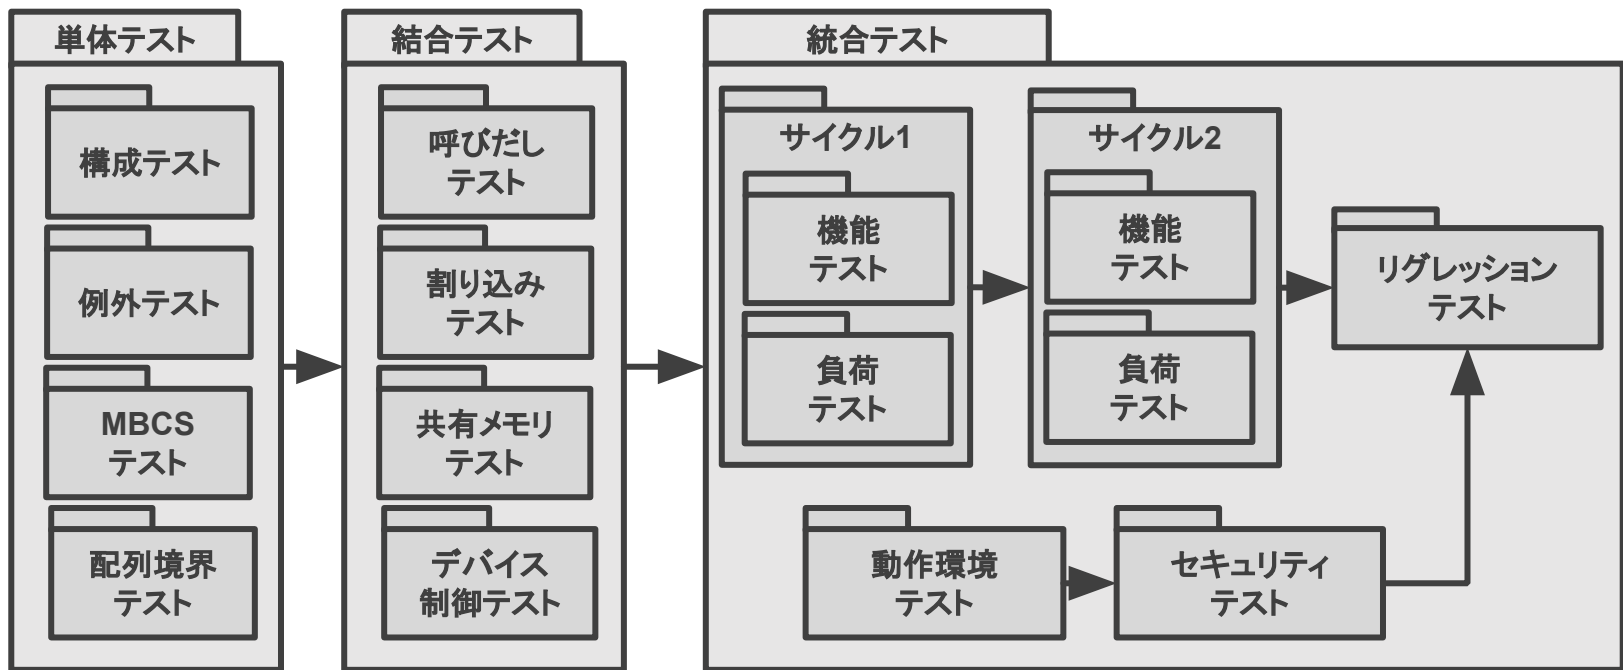 単体テスト
構成テスト
例外テスト
MBCS
テスト
配列境界
テスト
結合テスト
呼びだし
テスト
割り込み
テスト
共有メモリ
テスト
デバイス
制御テスト
統合テスト
サイクル1
機能
テスト
負荷
テスト
サイクル2
機能
テスト
負荷
テスト
リグレッション
テスト
動作環境
テスト
セキュリティ
テスト